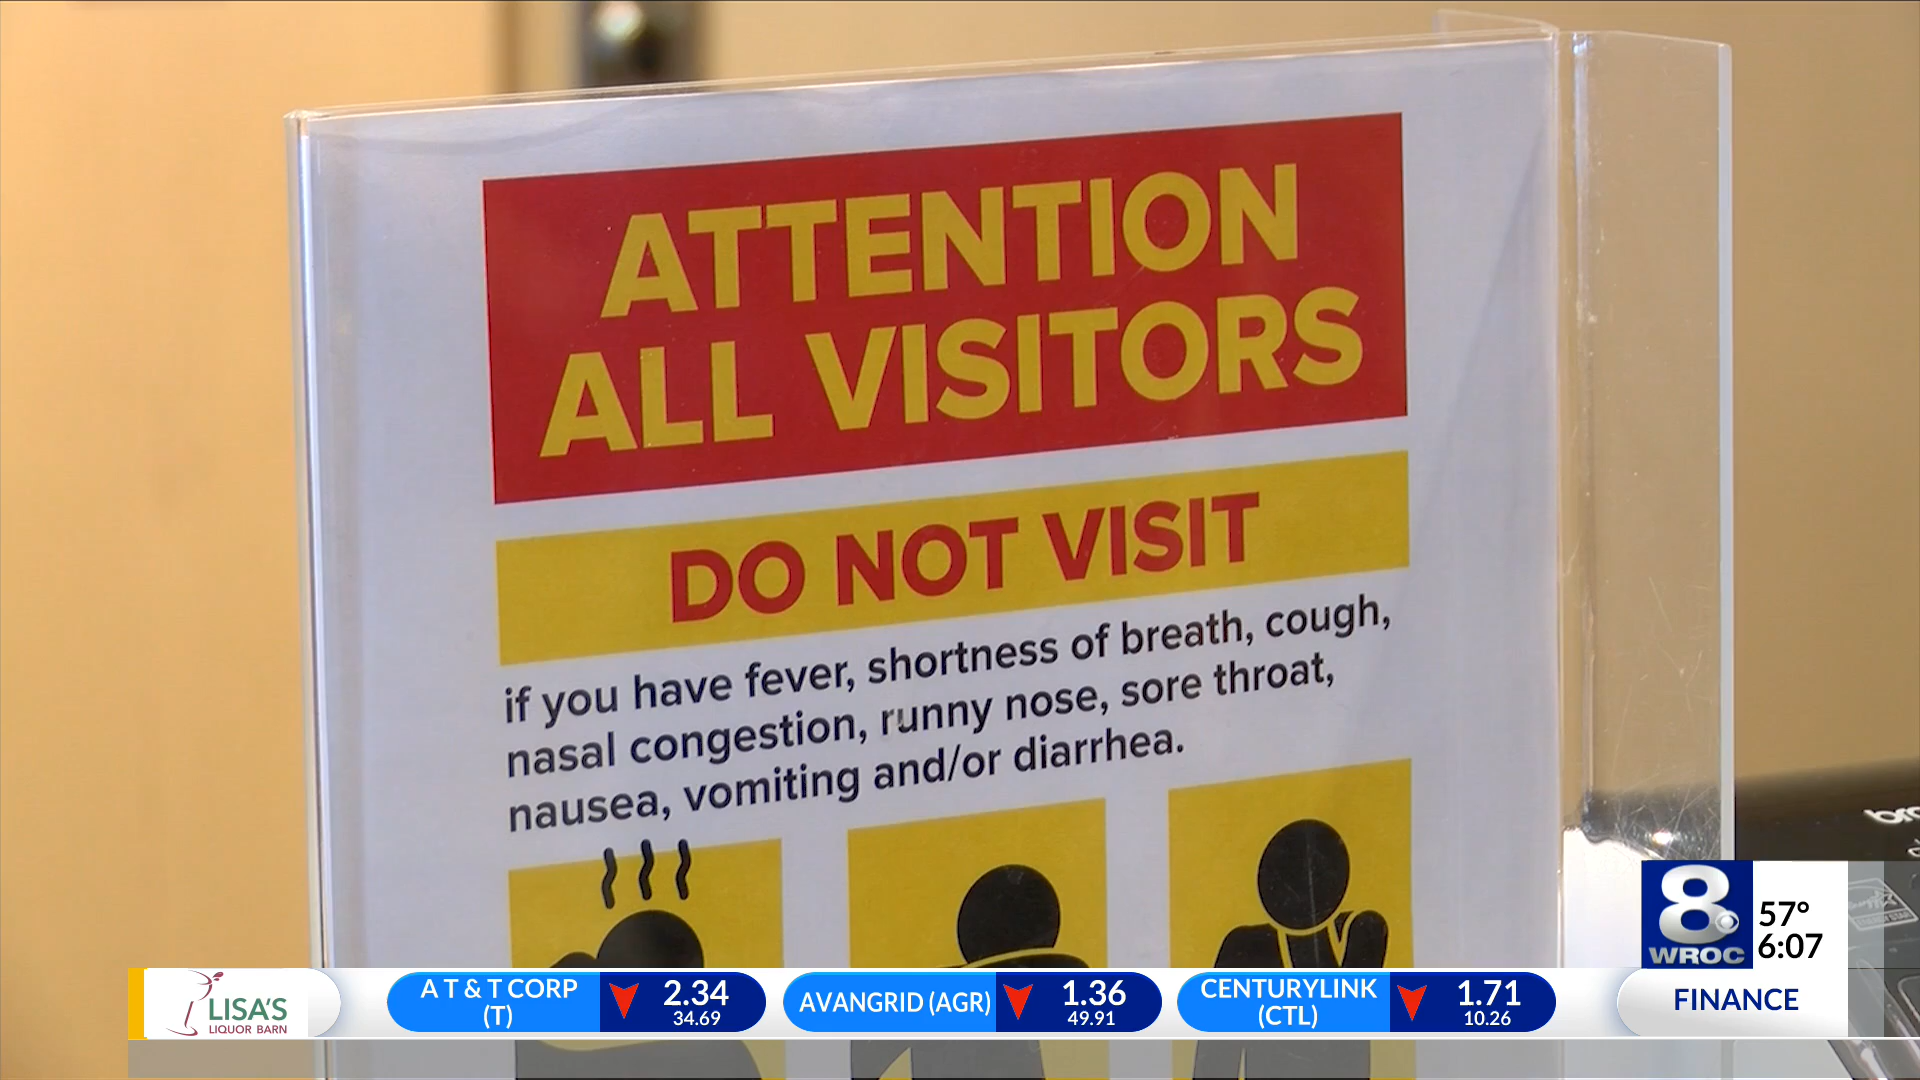 ATTENTION
ALL VISITORS
DO NOT VISIT
if you have fever, shortness of breath, cough,
nasal congestion, runny nose, sore throat,
nausea, vomiting and/or diarrhea.
8
WROC
57°
6:07
LISA'S
LIQUOR BARN
A T & T CORP
(T)
2.34
34.69
AVANGRID (AGR)
1.36
49.91
CENTURYLINK
(CTL)
1.71
10.26
FINANCE